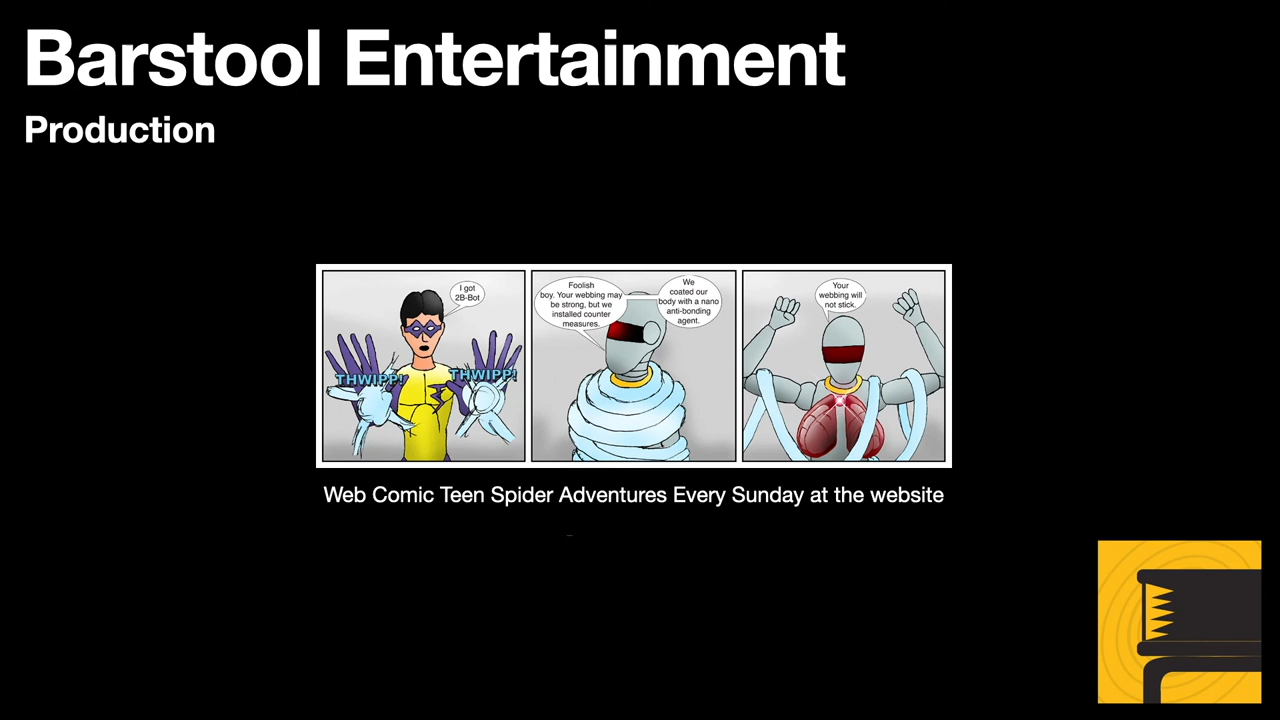 Barstool Entertainment
Production
I got
2B-Bot
THWIPP!
THWIPP!
Foolish
boy. Your webbing may
be strong, but we
installed counter
measures.
We
coated our
body with a nano
anti-bonding
agent.
Your
webbing will
not stick.
Web Comic Teen Spider Adventures Every Sunday at the website